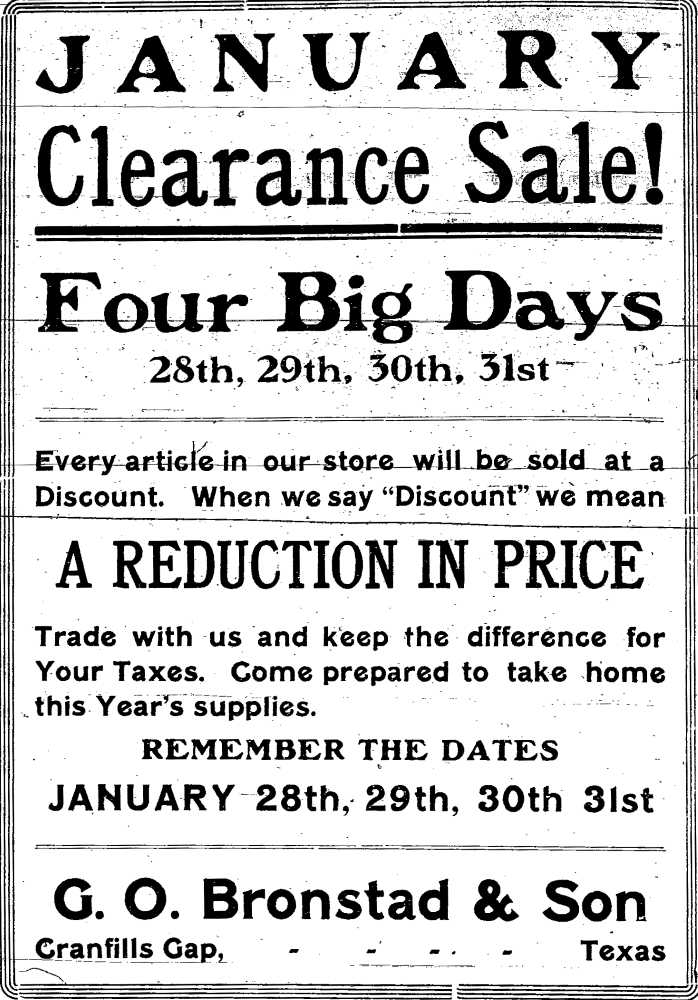 JANUARY
Clearance Sale!
Four Big Days
28th, 29th, 30th, 31st
Every article in our store will be sold at a
Discount. When we say “Discount” we mean
A REDUCTION IN PRICE
Trade with us and keep the difference for
Your Taxes. Come prepared to take home
this Year's supplies.
REMEMBER THE DATES
JANUARY 28th, 29th, 30th 31st
G. O. Bronstad & Son
Cranfills Gap, - - - - Texas